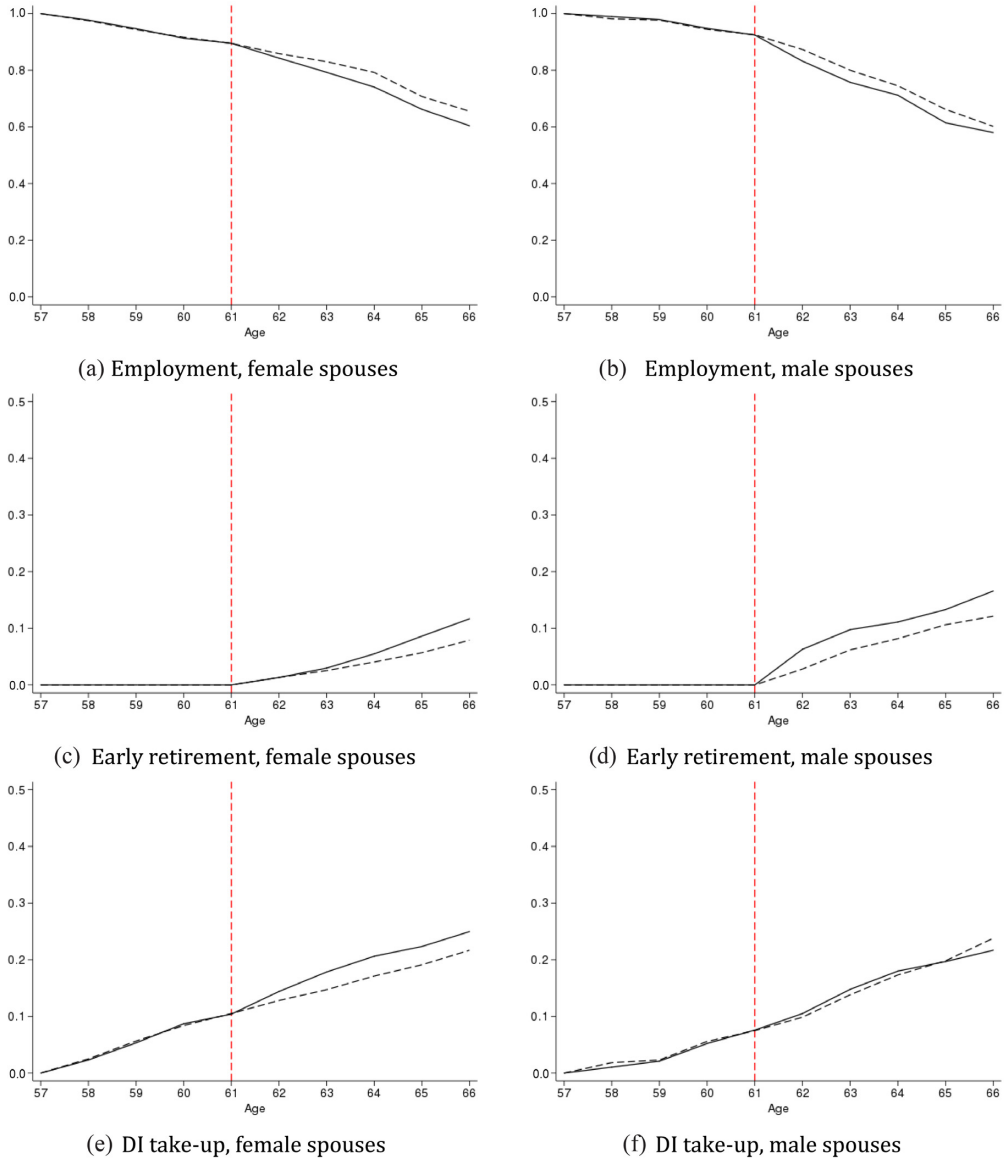 1.0
0.8
0.6
0.4
0.2
0.0
57 58 59 60 61 62 63 64 65 66
Age
(a) Employment, female spouses
1.0
0.8
0.6
0.4
0.2
0.0
57 58 59 60 61 62 63 64 65 66
Age
(b) Employment, male spouses
0.5
0.4
0.3
0.2
0.1
0.0
57 58 59 60 61 62 63 64 65 66
Age
(c) Early retirement, female spouses
0.5
0.4
0.3
0.2
0.1
0.0
57 58 59 60 61 62 63 64 65 66
Age
(d) Early retirement, male spouses
0.5
0.4
0.3
0.2
0.1
0.0
57 58 59 60 61 62 63 64 65 66
Age
(e) DI take-up, female spouses
0.5
0.4
0.3
0.2
0.1
0.0
57 58 59 60 61 62 63 64 65 66
Age
(f) DI take-up, male spouses